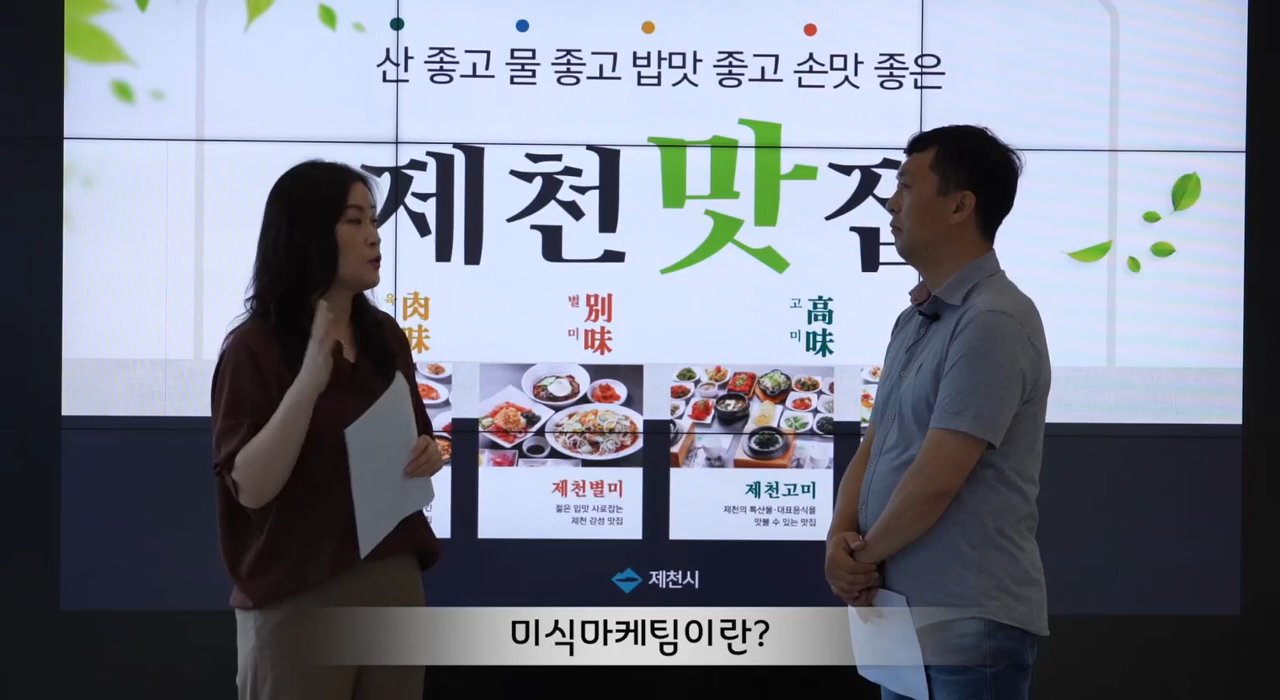 산 좋고 물 좋고 밥맛 좋고 손맛 좋은
제천맛집
육 肉
味
별 別
미 味
고 高
미 味
제천별미
젊은 입맛 사로잡는
제천 감성 맛집
제천고미
제천의 특산물·대표음식을
맛볼 수 있는 맛집
제천시
미식마케팀이란?